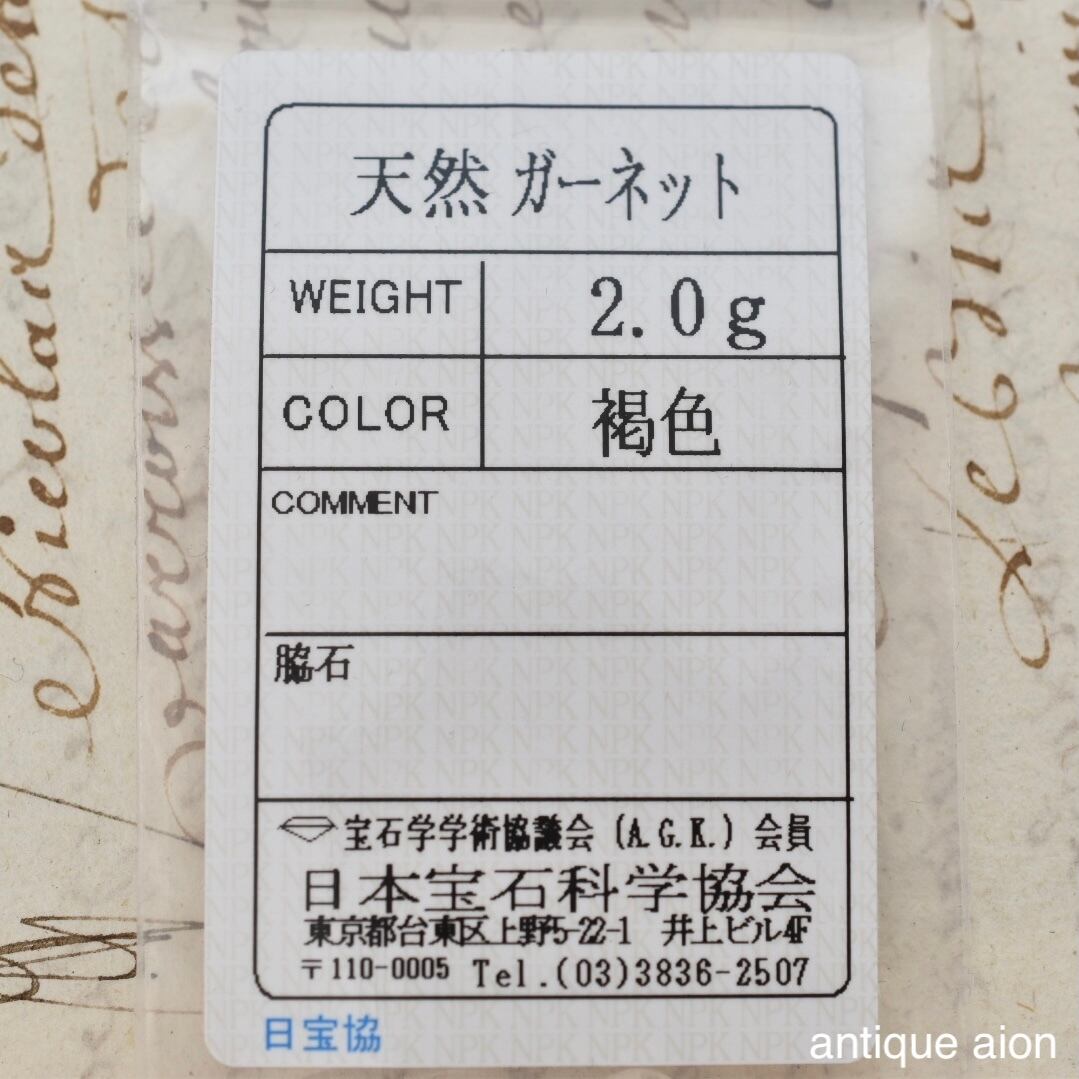 天然 ガーネット
WEIGHT 2.0g
COLOR 褐色
COMMENT
脇石
宝石学学術協議会 (A.G.K.) 会員
日本宝石科学協会
東京都台東区上野5-22-1 井上ビル4F
〒110-0005 Tel.(03)3836-2507
日宝協
antique aion